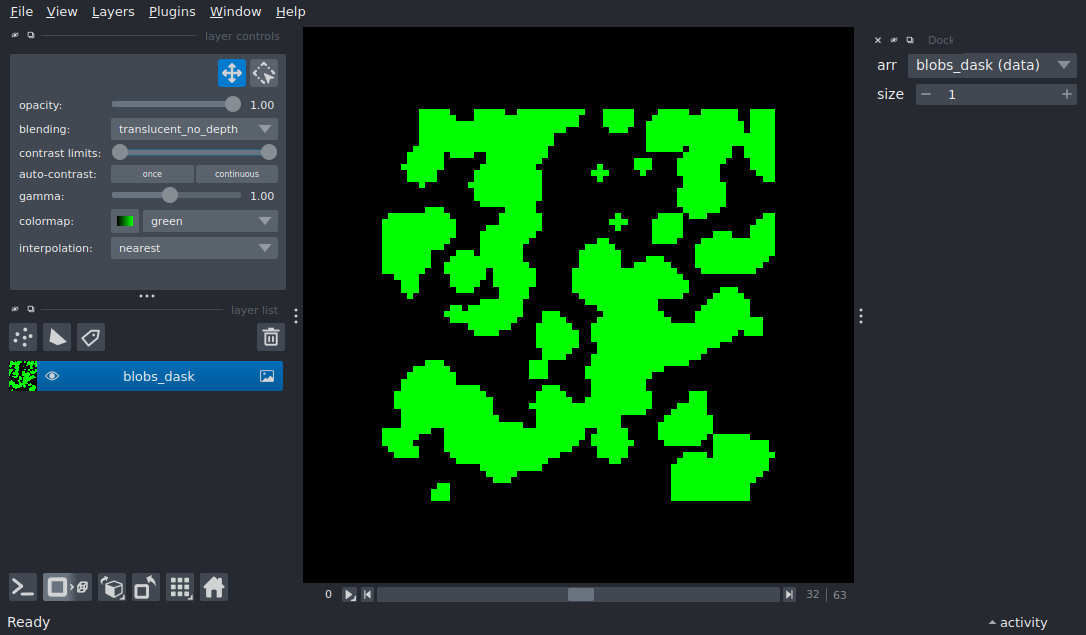 File View Layers Plugins Window Help
layer controls
opacity: 1.00
blending: translucent_no_depth
contrast limits:
auto-contrast: once continuous
gamma: 1.00
colormap: green
interpolation: nearest
layer list
blobs_dask
0 32 63
Ready
activity
Dock
arr blobs_dask (data)
size 1